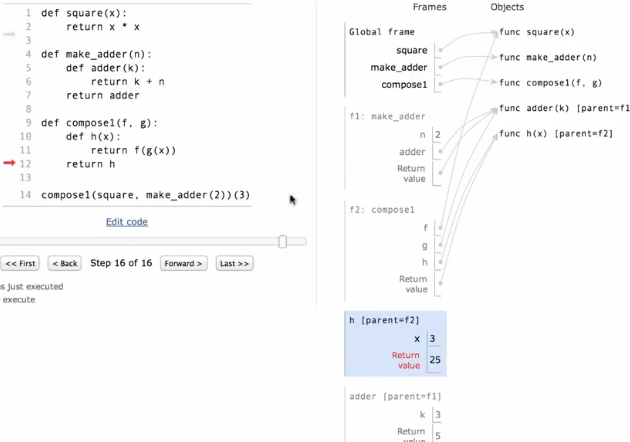 Frames Objects
1 def square(x):
2 return x * x
3
4 def make_adder(n):
5 def adder(k):
6 return k + n
7 return adder
8
9 def compose1(f, g):
10 def h(x):
11 return f(g(x))
12 return h
13
14 compose1(square, make_adder(2))(3)
Edit code
<< First < Back Step 16 of 16 Forward > Last >>
s just executed
execute
Global frame
square
make_adder
compose1
func square(x)
func make_adder(n)
func compose1(f, g)
func adder(k) [parent=f1
func h(x) [parent=f2]
f1: make_adder
n 2
adder
Return
value
f2: compose1
f
g
h
Return
value
h [parent=f2]
x 3
Return
value 25
adder [parent=f1]
k 3
Return
value 5